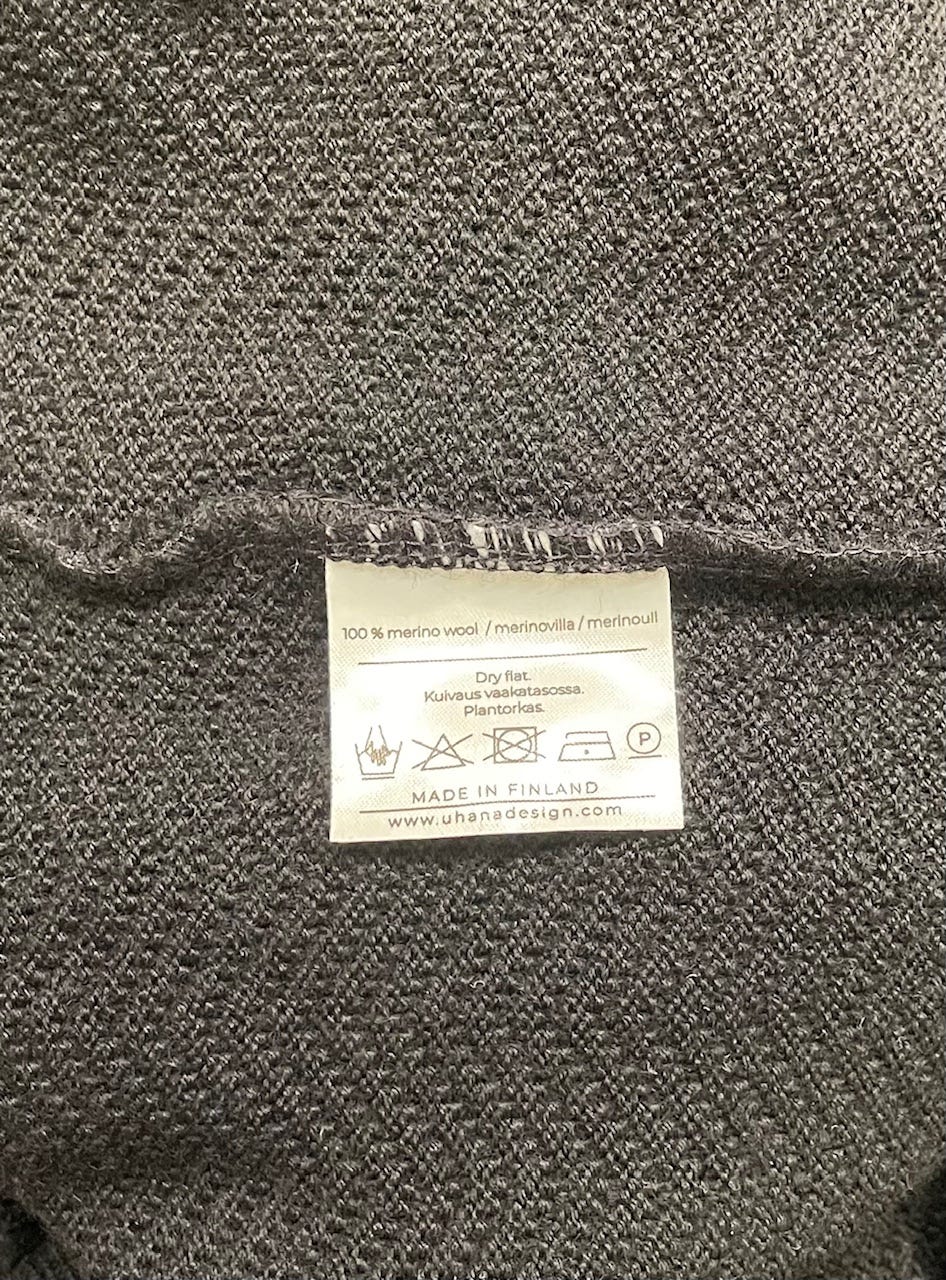 100 % merino wool / merinovilla / merinoull
Dry flat.
Kuivaus vaakatasossa.
Plantorkas.
P
MADE IN FINLAND
www.uhanadesign.com